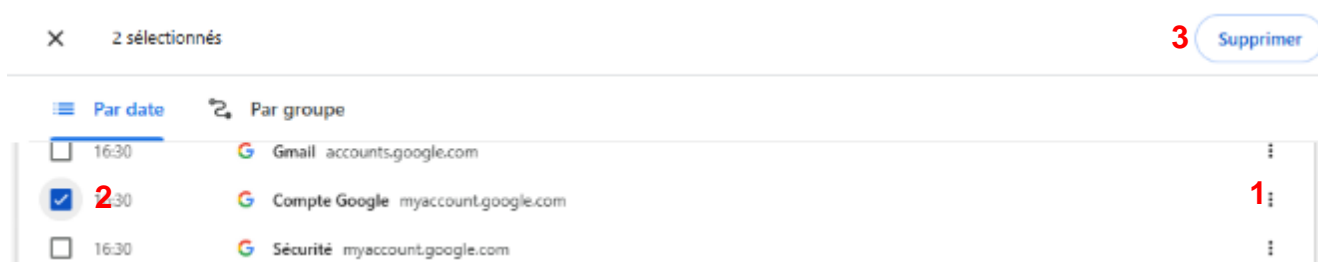 2 sélectionnés 3 Supprimer
Par date Par groupe
16:30 Gmail accounts.google.com
2 :30 Compte Google myaccount.google.com 1
16:30 Sécurité myaccount.google.com